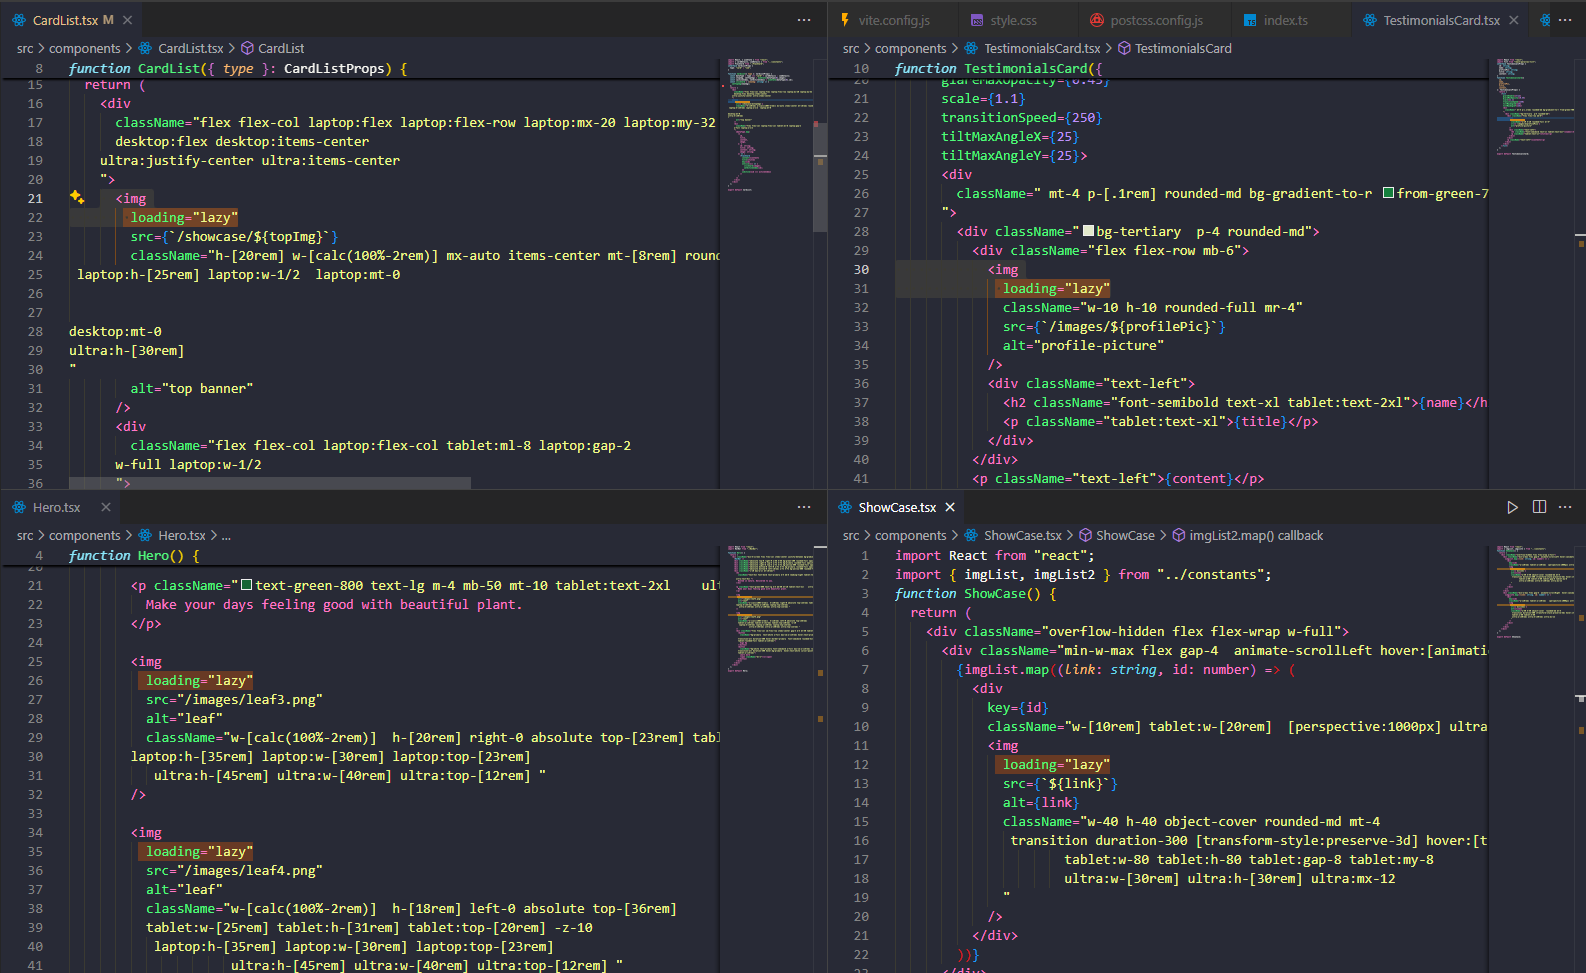 CardList.tsx M
src > components > CardList.tsx > CardList
8 function CardList({ type }: CardListProps) {
15 return (
16 <div
17 className="flex flex-col laptop:flex laptop:flex-row laptop:mx-20 laptop:my-32
18 desktop:flex desktop:items-center
19 ultra:justify-center ultra:items-center
20 ">
21 <img
22 loading="lazy"
23 src={`/showcase/${topImg}`}
24 className="h-[20rem] w-[calc(100%-2rem)] mx-auto items-center mt-[8rem] roun
25 laptop:h-[25rem] laptop:w-1/2  laptop:mt-0
26
27
28 desktop:mt-0
29 ultra:h-[30rem]
30 "
31 alt="top banner"
32 />
33 <div
34 className="flex flex-col laptop:flex-col tablet:ml-8 laptop:gap-2
35 w-full laptop:w-1/2
36 ">
vite.config.js style.css postcss.config.js index.ts TestimonialsCard.tsx
src > components > TestimonialsCard.tsx > TestimonialsCard
10 function TestimonialsCard({
20 glareMaxOpacity={0.45}
21 scale={1.1}
22 transitionSpeed={250}
23 tiltMaxAngleX={25}
24 tiltMaxAngleY={25}>
25 <div
26 className=" mt-4 p-[.1rem] rounded-md bg-gradient-to-r from-green-7
27 ">
28 <div className="bg-tertiary  p-4 rounded-md">
29 <div className="flex flex-row mb-6">
30 <img
31 loading="lazy"
32 className="w-10 h-10 rounded-full mr-4"
33 src={`/images/${profilePic}`}
34 alt="profile-picture"
35 />
36 <div className="text-left">
37 <h2 className="font-semibold text-xl tablet:text-2xl">{name}</h
38 <p className="tablet:text-xl">{title}</p>
39 </div>
40 </div>
41 <p className="text-left">{content}</p>
Hero.tsx
src > components > Hero.tsx > ...
4 function Hero() {
20
21 <p className="text-green-800 text-lg m-4 mb-50 mt-10 tablet:text-2xl    ult
22 Make your days feeling good with beautiful plant.
23 </p>
24
25 <img
26 loading="lazy"
27 src="/images/leaf3.png"
28 alt="leaf"
29 className="w-[calc(100%-2rem)]  h-[20rem] right-0 absolute top-[23rem] tabl
30 laptop:h-[35rem] laptop:w-[30rem] laptop:top-[23rem]
31 ultra:h-[45rem] ultra:w-[40rem] ultra:top-[12rem] "
32 />
33
34 <img
35 loading="lazy"
36 src="/images/leaf4.png"
37 alt="leaf"
38 className="w-[calc(100%-2rem)]  h-[18rem] left-0 absolute top-[36rem]
39 tablet:w-[25rem] tablet:h-[31rem] tablet:top-[20rem] -z-10
40 laptop:h-[35rem] laptop:w-[30rem] laptop:top-[23rem]
41 ultra:h-[45rem] ultra:w-[40rem] ultra:top-[12rem] "
ShowCase.tsx
src > components > ShowCase.tsx > ShowCase > imgList2.map() callback
1 import React from "react";
2 import { imgList, imgList2 } from "../constants";
3 function ShowCase() {
4 return (
5 <div className="overflow-hidden flex flex-wrap w-full">
6 <div className="min-w-max flex gap-4  animate-scrollLeft hover:[animatio
7 {imgList.map((link: string, id: number) => (
8 <div
9 key={id}
10 className="w-[10rem] tablet:w-[20rem]  [perspective:1000px] ultra
11 <img
12 loading="lazy"
13 src={`${link}`}
14 alt={link}
15 className="w-40 h-40 object-cover rounded-md mt-4
16 transition duration-300 [transform-style:preserve-3d] hover:[t
17 tablet:w-80 tablet:h-80 tablet:gap-8 tablet:my-8
18 ultra:w-[30rem] ultra:h-[30rem] ultra:mx-12
19 "
20 />
21 </div>
22 ))}
23 </div>